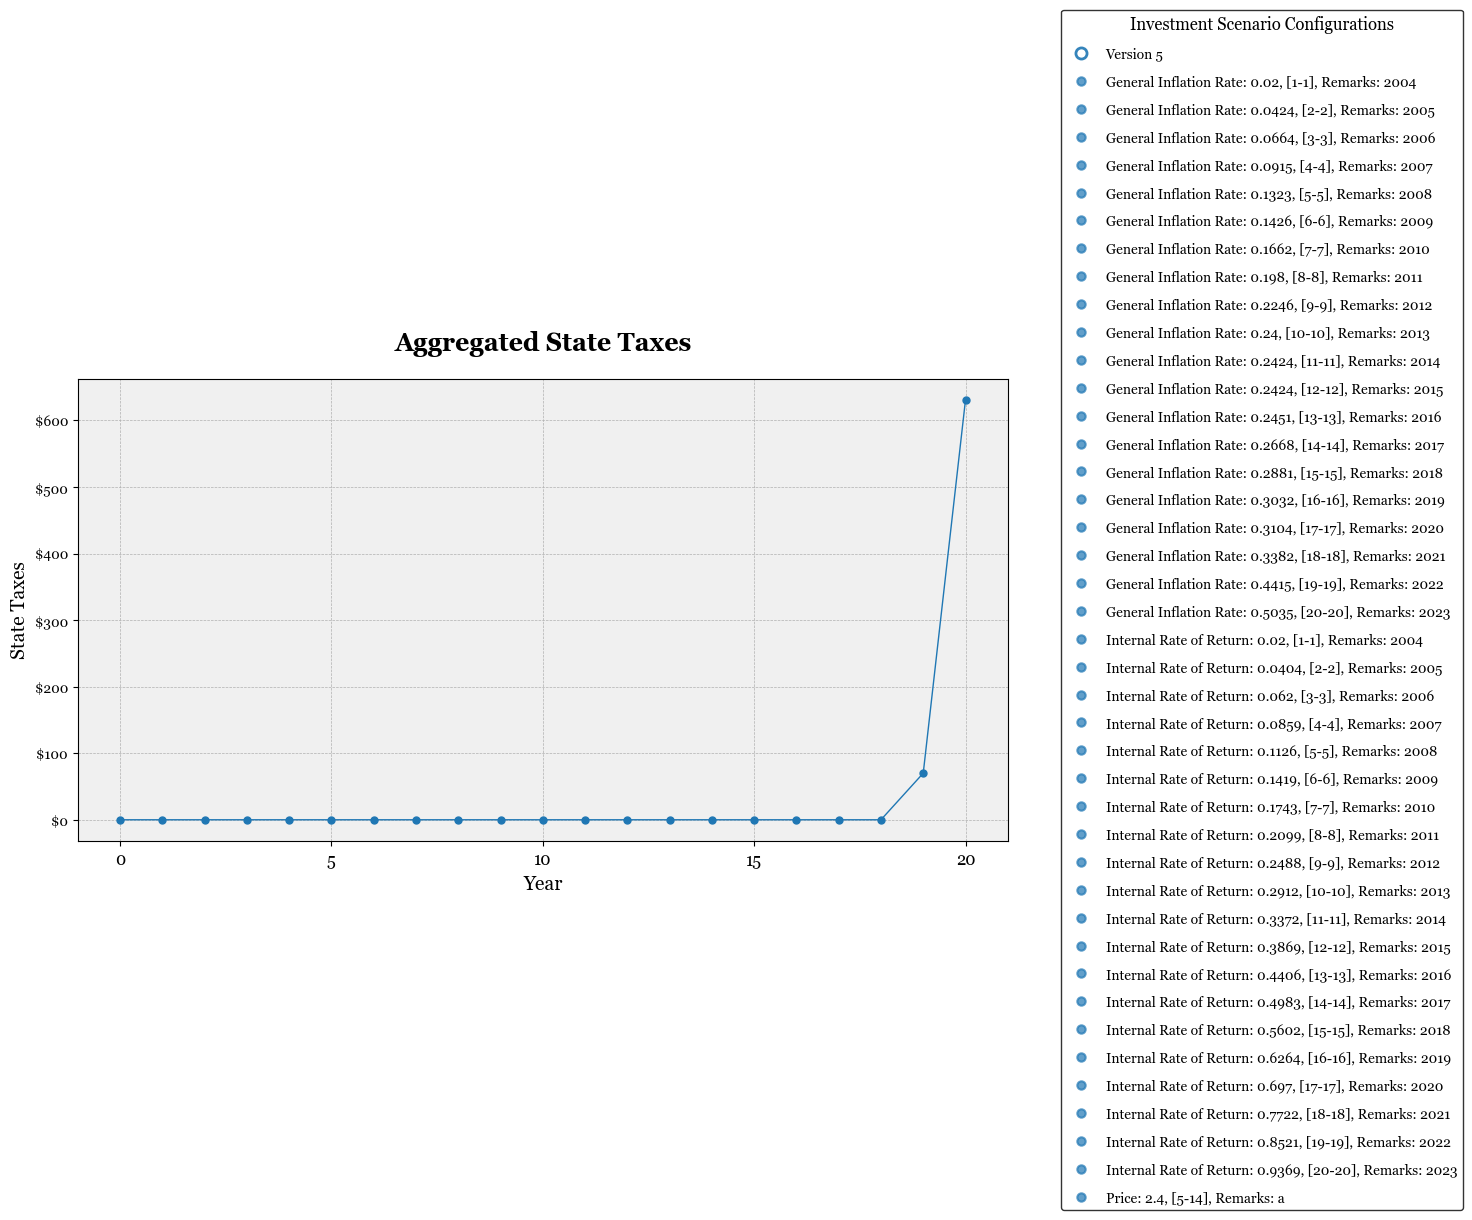 Investment Scenario Configurations
Version 5
General Inflation Rate: 0.02, [1-1], Remarks: 2004
General Inflation Rate: 0.0424, [2-2], Remarks: 2005
General Inflation Rate: 0.0664, [3-3], Remarks: 2006
General Inflation Rate: 0.0915, [4-4], Remarks: 2007
General Inflation Rate: 0.1323, [5-5], Remarks: 2008
General Inflation Rate: 0.1426, [6-6], Remarks: 2009
General Inflation Rate: 0.1662, [7-7], Remarks: 2010
General Inflation Rate: 0.198, [8-8], Remarks: 2011
General Inflation Rate: 0.2246, [9-9], Remarks: 2012
General Inflation Rate: 0.24, [10-10], Remarks: 2013
General Inflation Rate: 0.2424, [11-11], Remarks: 2014
General Inflation Rate: 0.2424, [12-12], Remarks: 2015
General Inflation Rate: 0.2451, [13-13], Remarks: 2016
General Inflation Rate: 0.2668, [14-14], Remarks: 2017
General Inflation Rate: 0.2881, [15-15], Remarks: 2018
General Inflation Rate: 0.3032, [16-16], Remarks: 2019
General Inflation Rate: 0.3104, [17-17], Remarks: 2020
General Inflation Rate: 0.3382, [18-18], Remarks: 2021
General Inflation Rate: 0.4415, [19-19], Remarks: 2022
General Inflation Rate: 0.5035, [20-20], Remarks: 2023
Internal Rate of Return: 0.02, [1-1], Remarks: 2004
Internal Rate of Return: 0.0404, [2-2], Remarks: 2005
Internal Rate of Return: 0.062, [3-3], Remarks: 2006
Internal Rate of Return: 0.0859, [4-4], Remarks: 2007
Internal Rate of Return: 0.1126, [5-5], Remarks: 2008
Internal Rate of Return: 0.1419, [6-6], Remarks: 2009
Internal Rate of Return: 0.1743, [7-7], Remarks: 2010
Internal Rate of Return: 0.2099, [8-8], Remarks: 2011
Internal Rate of Return: 0.2488, [9-9], Remarks: 2012
Internal Rate of Return: 0.2912, [10-10], Remarks: 2013
Internal Rate of Return: 0.3372, [11-11], Remarks: 2014
Internal Rate of Return: 0.3869, [12-12], Remarks: 2015
Internal Rate of Return: 0.4406, [13-13], Remarks: 2016
Internal Rate of Return: 0.4983, [14-14], Remarks: 2017
Internal Rate of Return: 0.5602, [15-15], Remarks: 2018
Internal Rate of Return: 0.6264, [16-16], Remarks: 2019
Internal Rate of Return: 0.697, [17-17], Remarks: 2020
Internal Rate of Return: 0.7722, [18-18], Remarks: 2021
Internal Rate of Return: 0.8521, [19-19], Remarks: 2022
Internal Rate of Return: 0.9369, [20-20], Remarks: 2023
Price: 2.4, [5-14], Remarks: a
Aggregated State Taxes
State Taxes
$600
$500
$400
$300
$200
$100
$0
0 5 10 15 20
Year